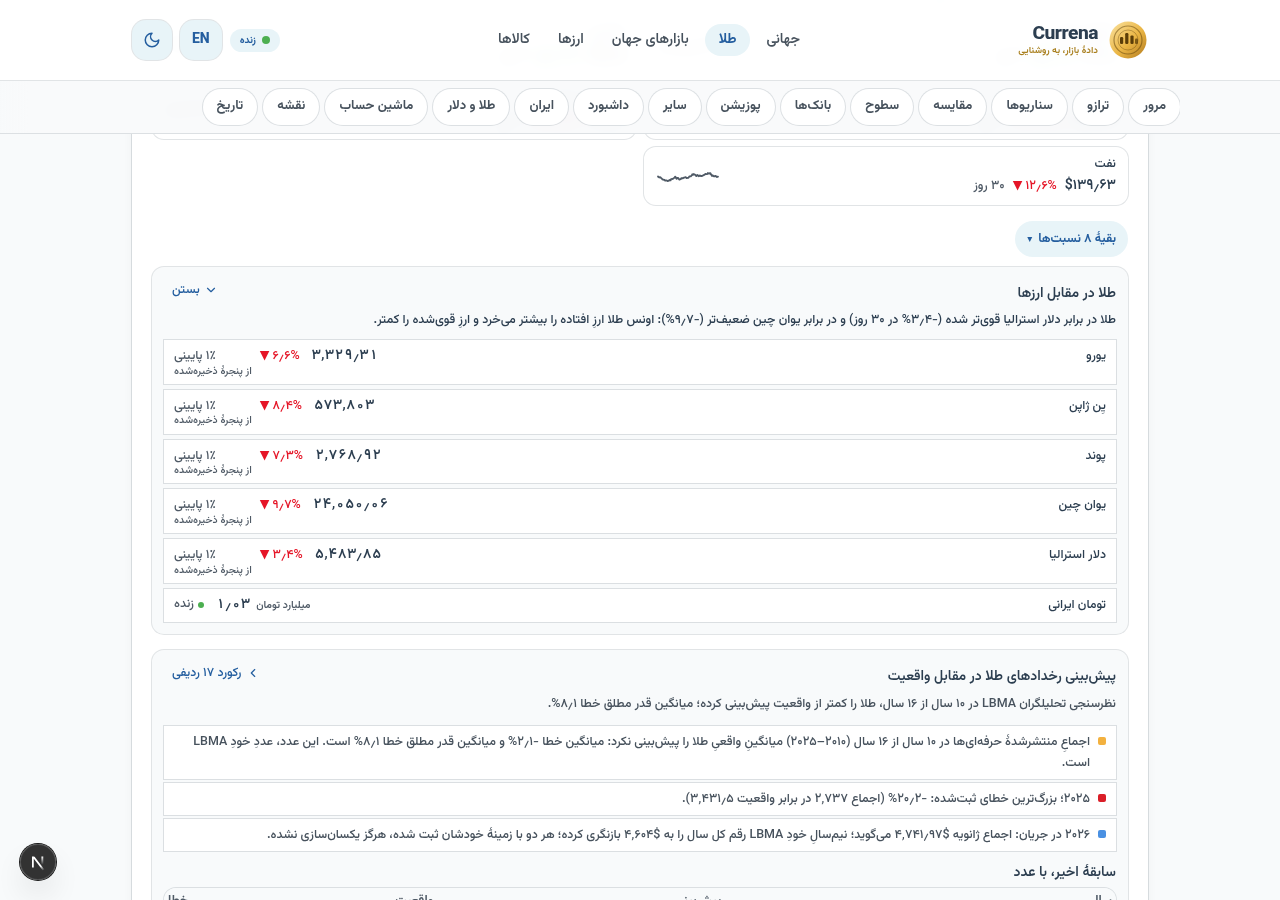 Currena
دادهٔ بازار، به روشنایی
جهانی
طلا
بازارهای جهان
ارزها
کالاها
زنده
EN
مرور
ترازو
سناریوها
مقایسه
سطوح
بانک‌ها
پوزیشن
سایر
داشبورد
ایران
طلا و دلار
ماشین حساب
نقشه
تاریخ
نفت
$۱۳۹٫۶۳ ▼۱۲٫۶% ۳۰ روز
بقیهٔ ۸ نسبت‌ها ▾
طلا در مقابل ارزها
بستن
طلا در برابر دلار استرالیا قوی‌تر شده (-۳٫۴% در ۳۰ روز) و در برابر یوان چین ضعیف‌تر (-۹٫۷%): اونس طلا ارزِ افتاده را بیشتر می‌خرد و ارزِ قوی‌شده را کمتر.
یورو ۳,۳۲۹٫۳۱ ▼۶٫۶% ۱٪ پایینی
از پنجرهٔ ذخیره‌شده
ین ژاپن ۵۷۳,۸۰۳ ▼۸٫۴% ۱٪ پایینی
از پنجرهٔ ذخیره‌شده
پوند ۲,۷۶۸٫۹۲ ▼۷٫۳% ۱٪ پایینی
از پنجرهٔ ذخیره‌شده
یوان چین ۲۴,۰۵۰٫۰۶ ▼۹٫۷% ۱٪ پایینی
از پنجرهٔ ذخیره‌شده
دلار استرالیا ۵,۴۸۳٫۸۵ ▼۳٫۴% ۱٪ پایینی
از پنجرهٔ ذخیره‌شده
تومان ایرانی میلیارد تومان ۱٫۰۳ زنده
پیش‌بینی رخدادهای طلا در مقابل واقعیت
رکورد ۱۷ ردیفی
نظرسنجی تحلیلگران LBMA در ۱۰ سال از ۱۶ سال، طلا را کمتر از واقعیت پیش‌بینی کرده؛ میانگین قدر مطلق خطا ۸٫۱%.
اجماعِ منتشرشدهٔ حرفه‌ای‌ها در ۱۰ سال از ۱۶ سال (۲۰۱۰–۲۰۲۵) میانگینِ واقعیِ طلا را پیش‌بینی نکرد: میانگین خطا -۲٫۱% و میانگین قدر مطلق خطا ۸٫۱% است. این عدد، عددِ خودِ LBMA
است.
۲۰۲۵؛ بزرگ‌ترین خطای ثبت‌شده: -۲۰٫۲% (اجماع ۲,۷۳۷ در برابر واقعیت ۳,۴۳۱٫۵).
۲۰۲۶ در جریان: اجماع ژانویه $۴,۷۴۱٫۹۷ می‌گوید؛ نیم‌سالِ خودِ LBMA رقم کل سال را به $۴,۶۰۴ بازنگری کرده؛ هر دو با زمینهٔ خودشان ثبت شده، هرگز یکسان‌سازی نشده.
سابقهٔ اخیر، با عدد